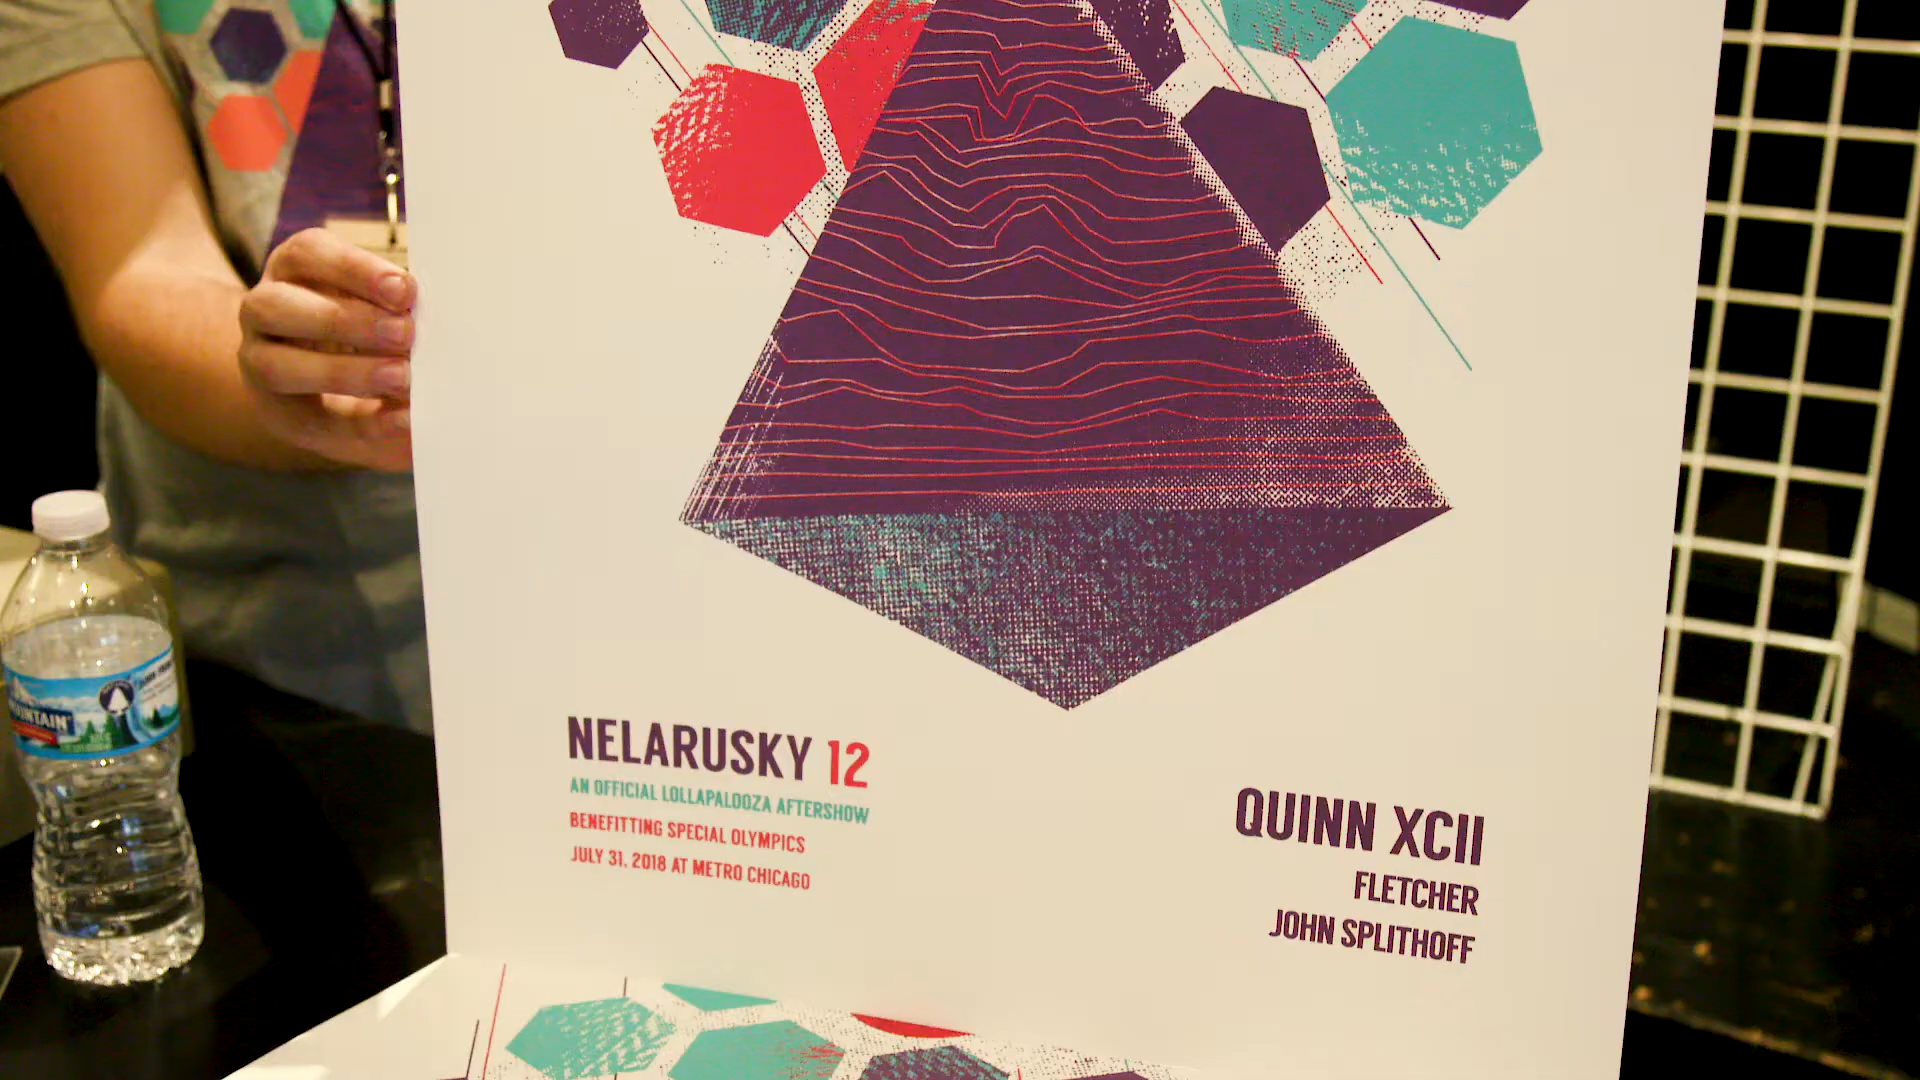 NELARUSKY 12
AN OFFICIAL LOLLAPALOOZA AFTERSHOW
BENEFITTING SPECIAL OLYMPICS
JULY 31, 2018 AT METRO CHICAGO
QUINN XCII
FLETCHER
JOHN SPLITHOFF